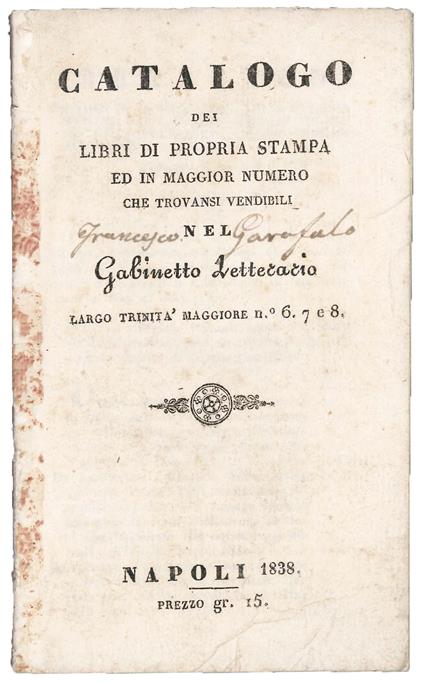 CATALOGO
DEI
LIBRI DI PROPRIA STAMPA
ED IN MAGGIOR NUMERO
CHE TROVANSI VENDIBILI
Francesco NEL Garofalo
Gabinetto Letterario
LARGO TRINITA' MAGGIORE n.º 6. 7 e 8.
NAPOLI 1838.
PREZZO gr. 15.